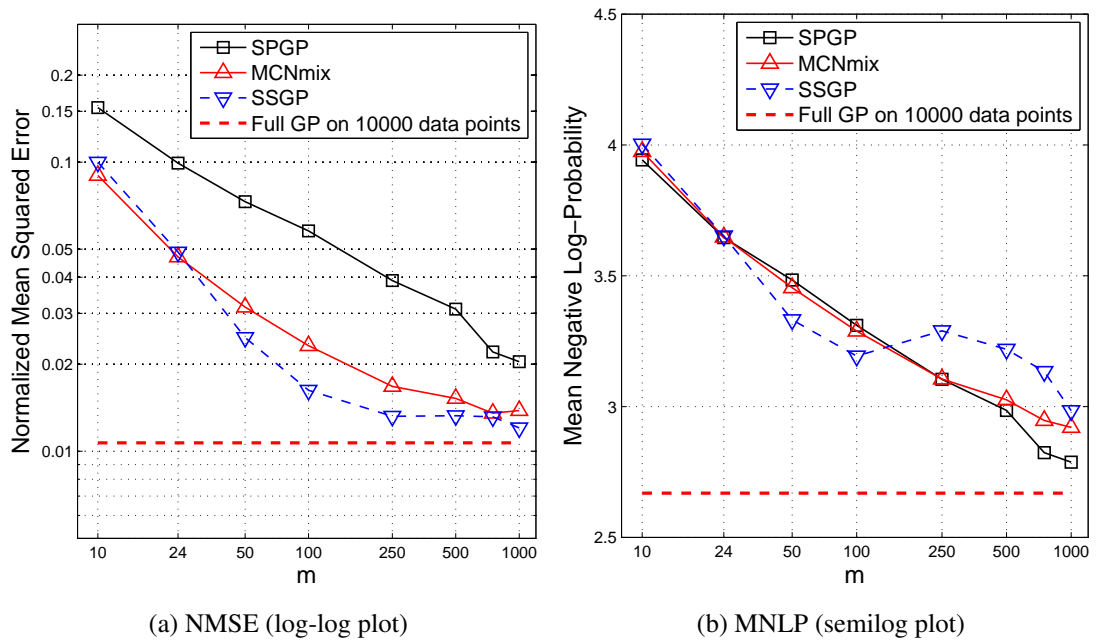 SPGP
MCNmix
SSGP
Full GP on 10000 data points
0.2
0.15
0.1
0.05
0.04
0.03
0.02
0.01
Normalized Mean Squared Error
10 24 50 100 250 500 1000
m
(a) NMSE (log-log plot)
SPGP
MCNmix
SSGP
Full GP on 10000 data points
4.5
4
3.5
3
2.5
Mean Negative Log−Probability
10 24 50 100 250 500 1000
m
(b) MNLP (semilog plot)